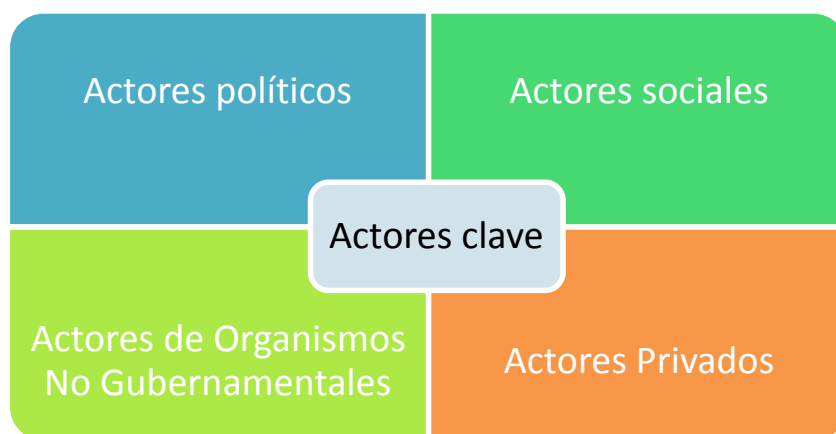 Actores políticos
Actores sociales
Actores clave
Actores de Organismos
No Gubernamentales
Actores Privados